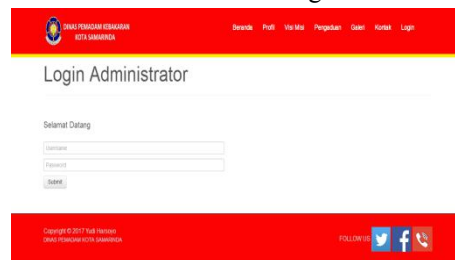 DINAS PEMADAM KEBAKARAN
KOTA SAMARINDA
Beranda Profil Visi Misi Pengaduan Galeri Kontak Login
Login Administrator
Selamat Datang
Username
Password
Submit
Copyright © 2017 Yudi Harsoyo
DINAS PEMADAM KOTA SAMARINDA
FOLLOW US